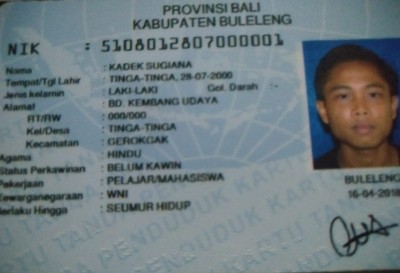 PROVINSI BALI
KABUPATEN BULELENG
NIK : 5108012807000001
Nama : KADEK SUGIANA
Tempat/Tgl Lahir : TINGA-TINGA, 28-07-2000
Jenis kelamin : LAKI-LAKI Gol. Darah : -
Alamat : BD. KEMBANG UDAYA
RT/RW : 000/000
Kel/Desa : TINGA-TINGA
Kecamatan : GEROKGAK
Agama : HINDU
Status Perkawinan : BELUM KAWIN
Pekerjaan : PELAJAR/MAHASISWA
Kewarganegaraan : WNI
Berlaku Hingga : SEUMUR HIDUP
BULELENG
16-04-2018